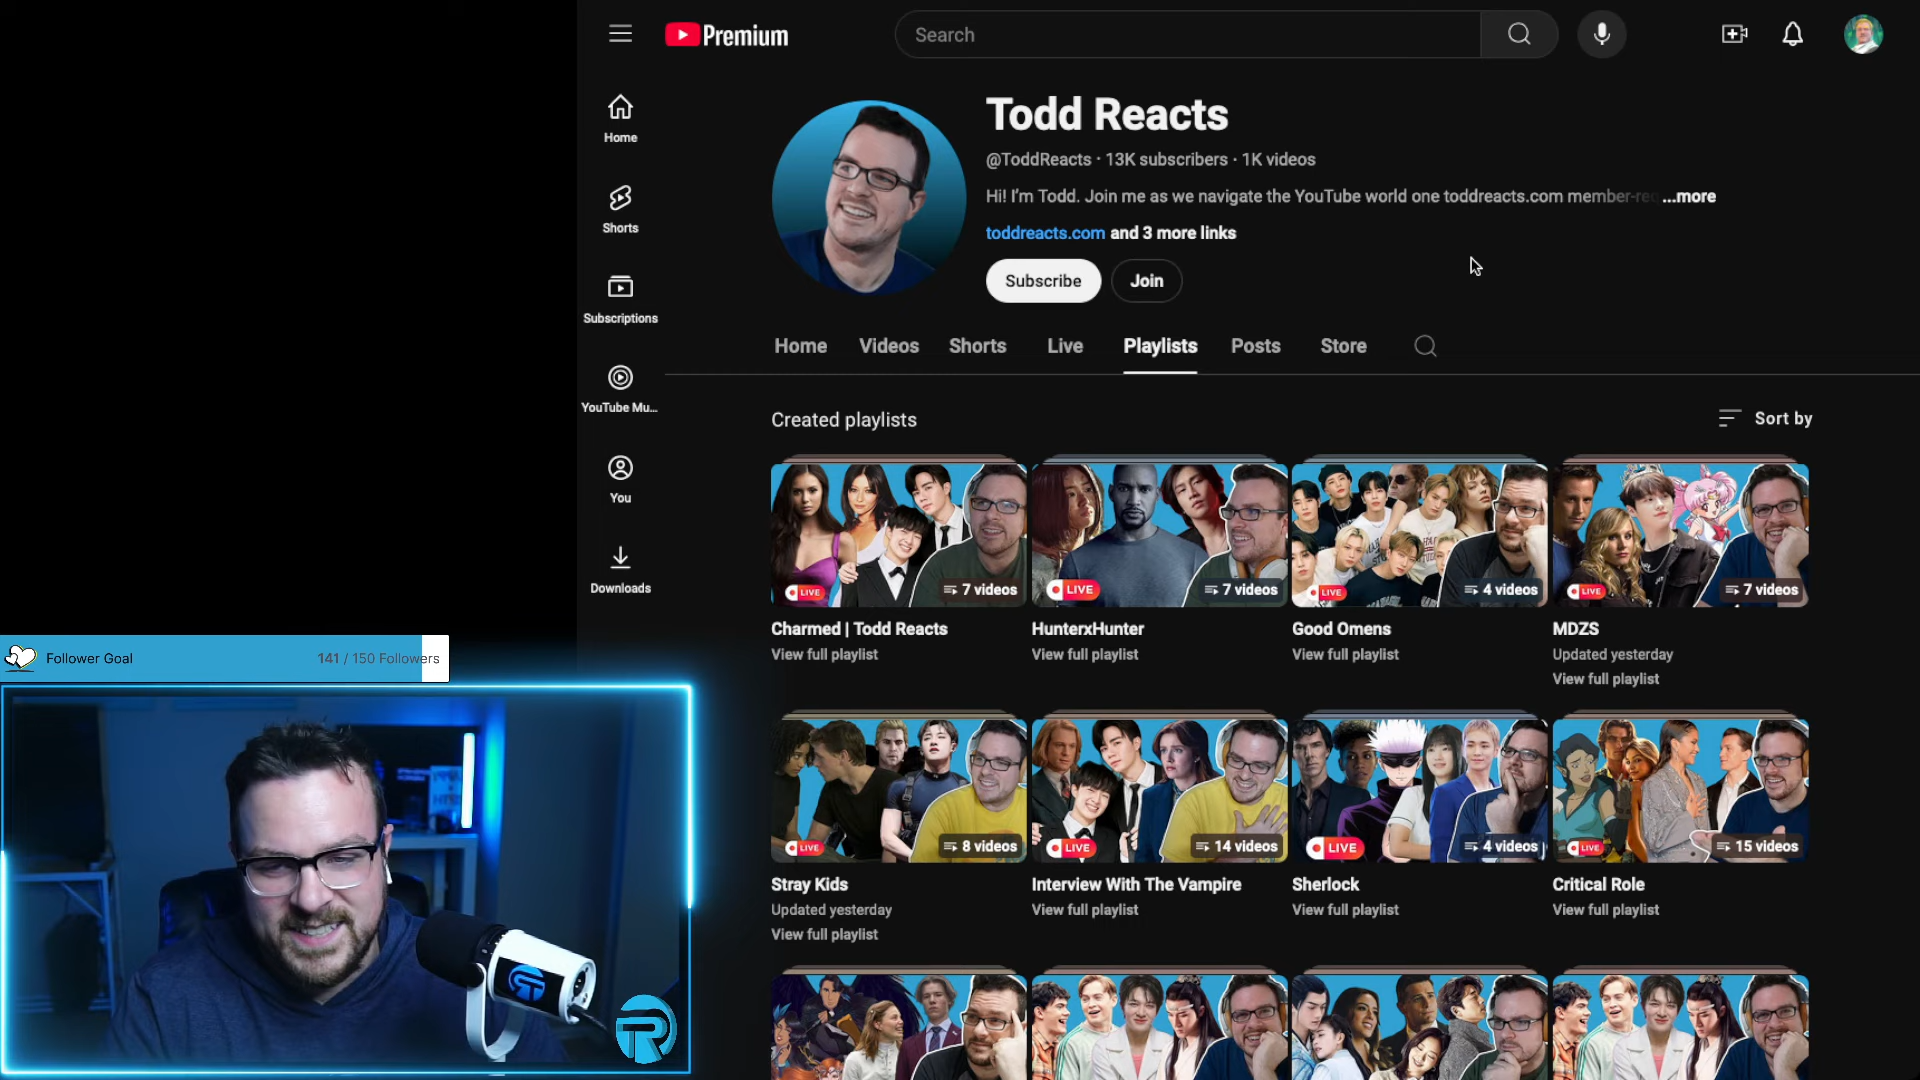 Premium
Search
Home
Shorts
Subscriptions
YouTube Mu...
You
Downloads
Todd Reacts
@ToddReacts · 13K subscribers · 1K videos
Hi! I'm Todd. Join me as we navigate the YouTube world one toddreacts.com member-req ...more
toddreacts.com and 3 more links
Subscribe
Join
Home Videos Shorts Live Playlists Posts Store
Created playlists
Sort by
LIVE 7 videos
LIVE 7 videos
LIVE 4 videos
LIVE 7 videos
Charmed | Todd Reacts
View full playlist
HunterxHunter
View full playlist
Good Omens
View full playlist
MDZS
Updated yesterday
View full playlist
LIVE 8 videos
LIVE 14 videos
LIVE 4 videos
LIVE 15 videos
Stray Kids
Updated yesterday
View full playlist
Interview With The Vampire
View full playlist
Sherlock
View full playlist
Critical Role
View full playlist
Follower Goal 141 / 150 Followers